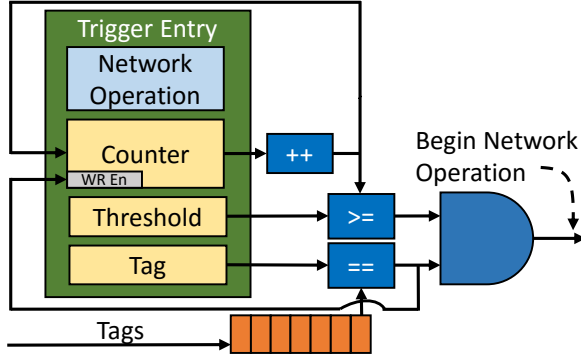 Trigger Entry
Network
Operation
Counter
WR En
++
Begin Network
Operation
Threshold
>=
Tag
==
Tags